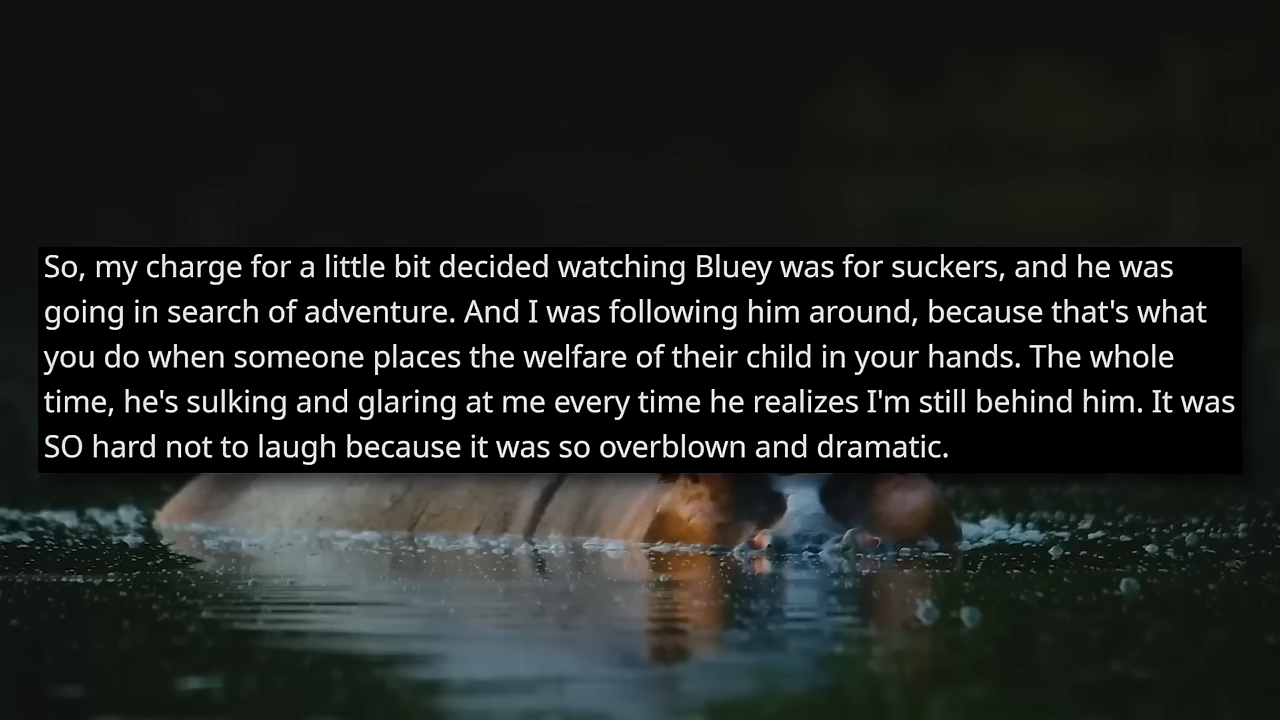 So, my charge for a little bit decided watching Bluey was for suckers, and he was
going in search of adventure. And I was following him around, because that's what
you do when someone places the welfare of their child in your hands. The whole
time, he's sulking and glaring at me every time he realizes I'm still behind him. It was
SO hard not to laugh because it was so overblown and dramatic.